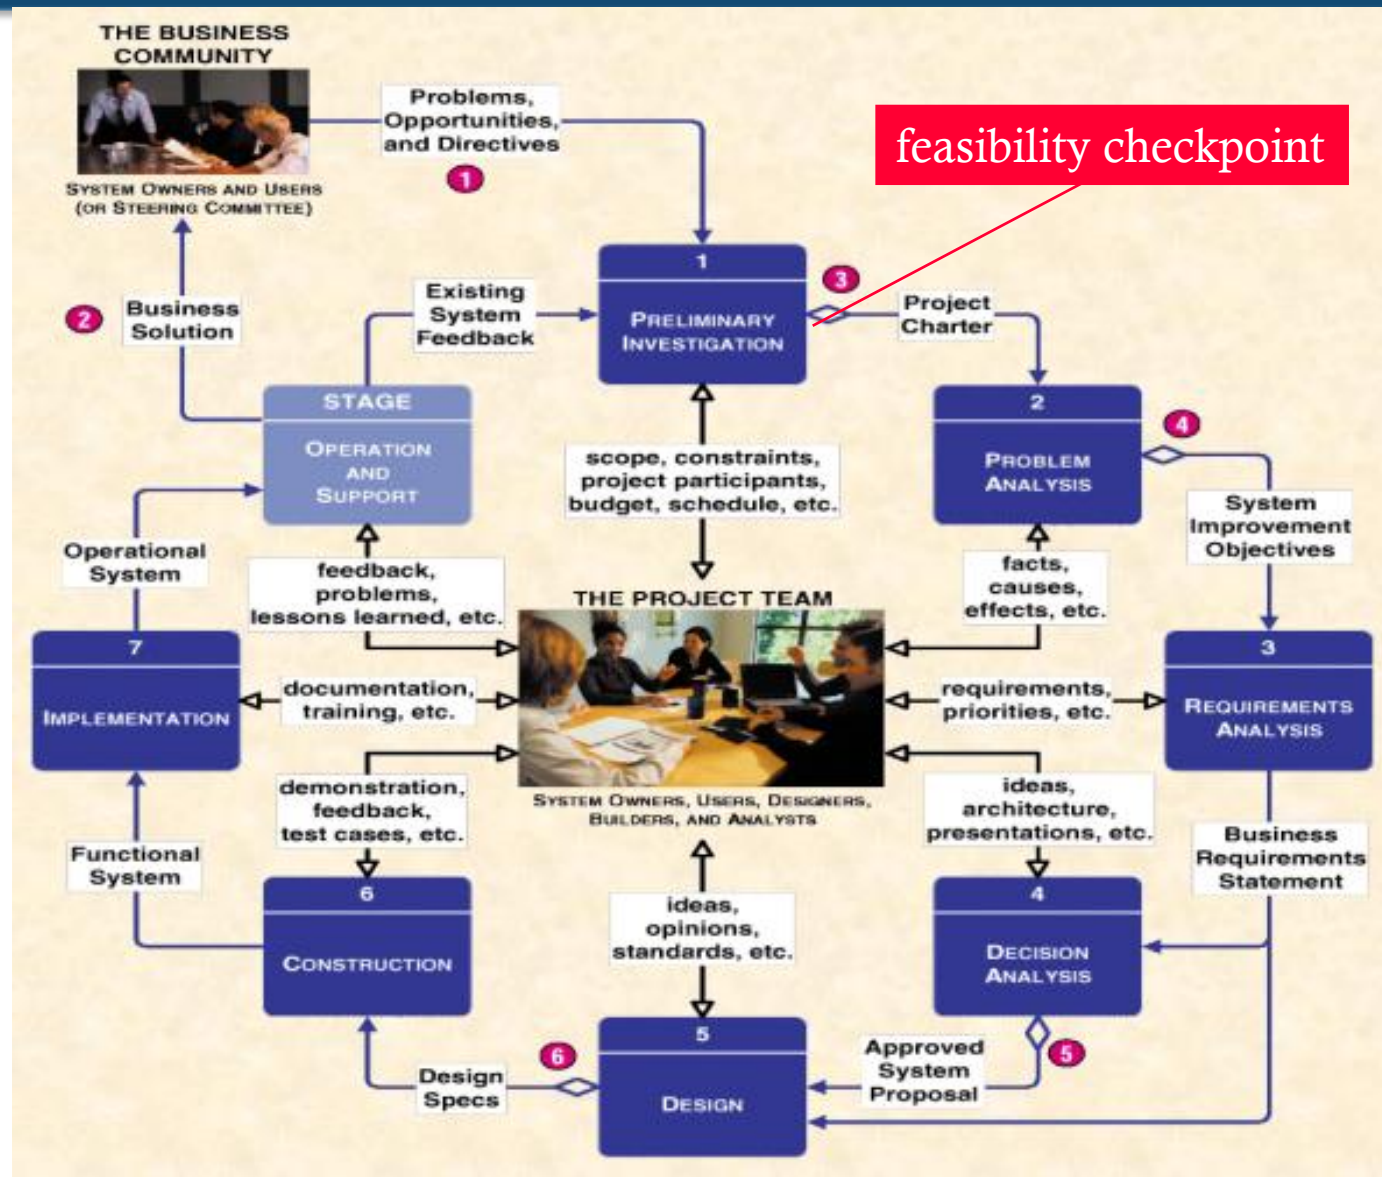 THE BUSINESS
COMMUNITY
SYSTEM OWNERS AND USERS
(OR STEERING COMMITTEE)
Problems,
Opportunities,
and Directives
1
feasibility checkpoint
2
Business
Solution
Existing
System
Feedback
1
PRELIMINARY
INVESTIGATION
3
Project
Charter
STAGE
OPERATION
AND
SUPPORT
scope, constraints,
project participants,
budget, schedule, etc.
2
PROBLEM
ANALYSIS
4
System
Improvement
Objectives
Operational
System
feedback,
problems,
lessons learned, etc.
THE PROJECT TEAM
facts,
causes,
effects, etc.
7
IMPLEMENTATION
documentation,
training, etc.
requirements,
priorities, etc.
3
REQUIREMENTS
ANALYSIS
SYSTEM OWNERS, USERS, DESIGNERS,
BUILDERS, AND ANALYSTS
demonstration,
feedback,
test cases, etc.
ideas,
architecture,
presentations, etc.
Functional
System
Business
Requirements
Statement
6
CONSTRUCTION
ideas,
opinions,
standards, etc.
4
DECISION
ANALYSIS
Design
Specs
6
5
DESIGN
Approved
System
Proposal
5